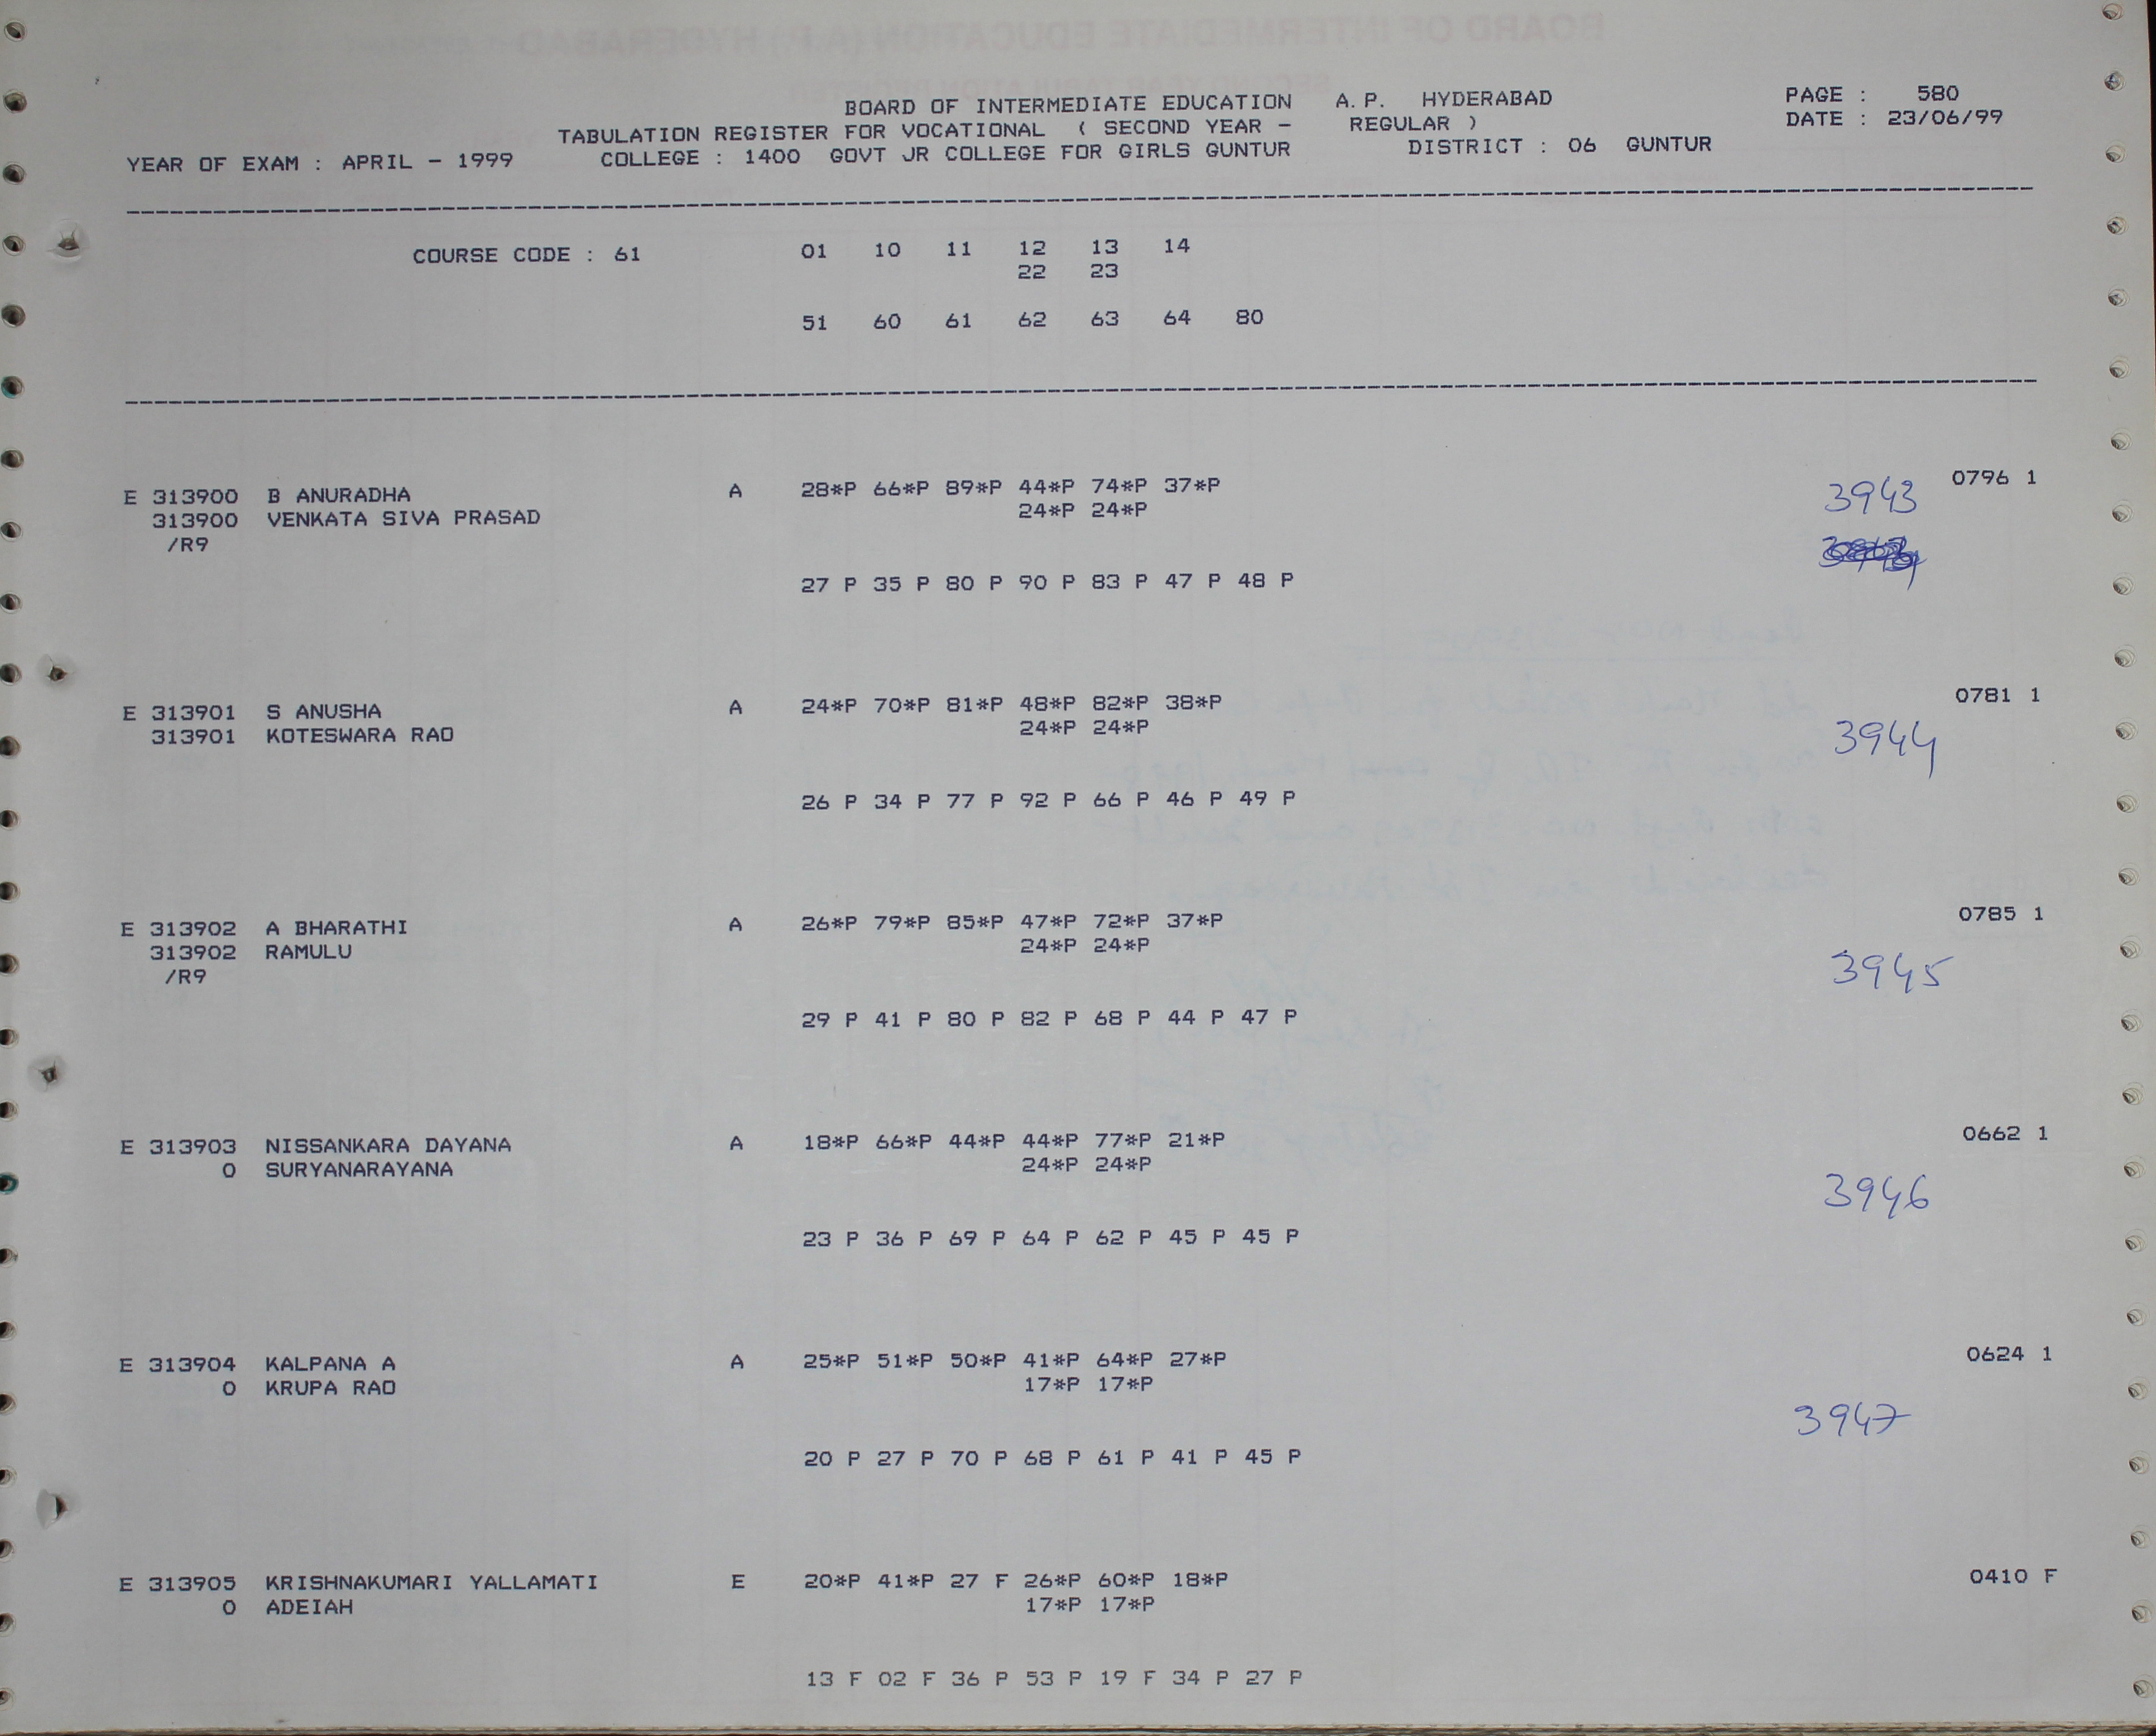 BOARD OF INTERMEDIATE EDUCATION A.P. HYDERABAD PAGE : 580
TABULATION REGISTER FOR VOCATIONAL ( SECOND YEAR - REGULAR ) DATE : 23/06/99
YEAR OF EXAM : APRIL - 1999 COLLEGE : 1400 GOVT JR COLLEGE FOR GIRLS GUNTUR DISTRICT : 06 GUNTUR
COURSE CODE : 61 01 10 11 12 13 14
22 23
51 60 61 62 63 64 80
E 313900 B ANURADHA A 28*P 66*P 89*P 44*P 74*P 37*P 3943 0796 1
313900 VENKATA SIVA PRASAD 24*P 24*P
/R9
27 P 35 P 80 P 90 P 83 P 47 P 48 P
E 313901 S ANUSHA A 24*P 70*P 81*P 48*P 82*P 38*P 0781 1
313901 KOTESWARA RAO 24*P 24*P 3944
26 P 34 P 77 P 92 P 66 P 46 P 49 P
E 313902 A BHARATHI A 26*P 79*P 85*P 47*P 72*P 37*P 0785 1
313902 RAMULU 24*P 24*P
/R9 3945
29 P 41 P 80 P 82 P 68 P 44 P 47 P
E 313903 NISSANKARA DAYANA A 18*P 66*P 44*P 44*P 77*P 21*P 0662 1
0 SURYANARAYANA 24*P 24*P 3946
23 P 36 P 69 P 64 P 62 P 45 P 45 P
E 313904 KALPANA A A 25*P 51*P 50*P 41*P 64*P 27*P 0624 1
0 KRUPA RAO 17*P 17*P 3947
20 P 27 P 70 P 68 P 61 P 41 P 45 P
E 313905 KRISHNAKUMARI YALLAMATI E 20*P 41*P 27 F 26*P 60*P 18*P 0410 F
0 ADEIAH 17*P 17*P
13 F 02 F 36 P 53 P 19 F 34 P 27 P